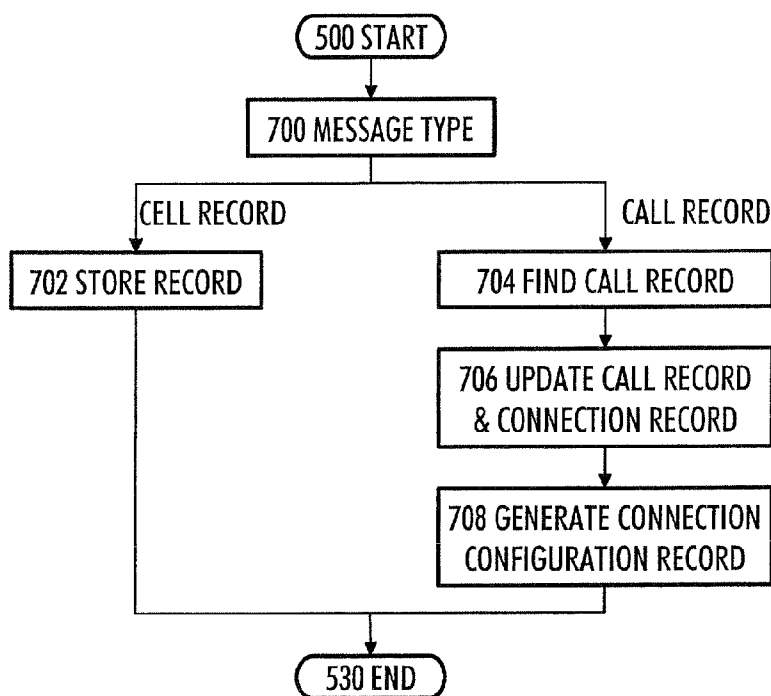 500 START
700 MESSAGE TYPE
CELL RECORD
CALL RECORD
702 STORE RECORD
704 FIND CALL RECORD
706 UPDATE CALL RECORD
& CONNECTION RECORD
708 GENERATE CONNECTION
CONFIGURATION RECORD
530 END